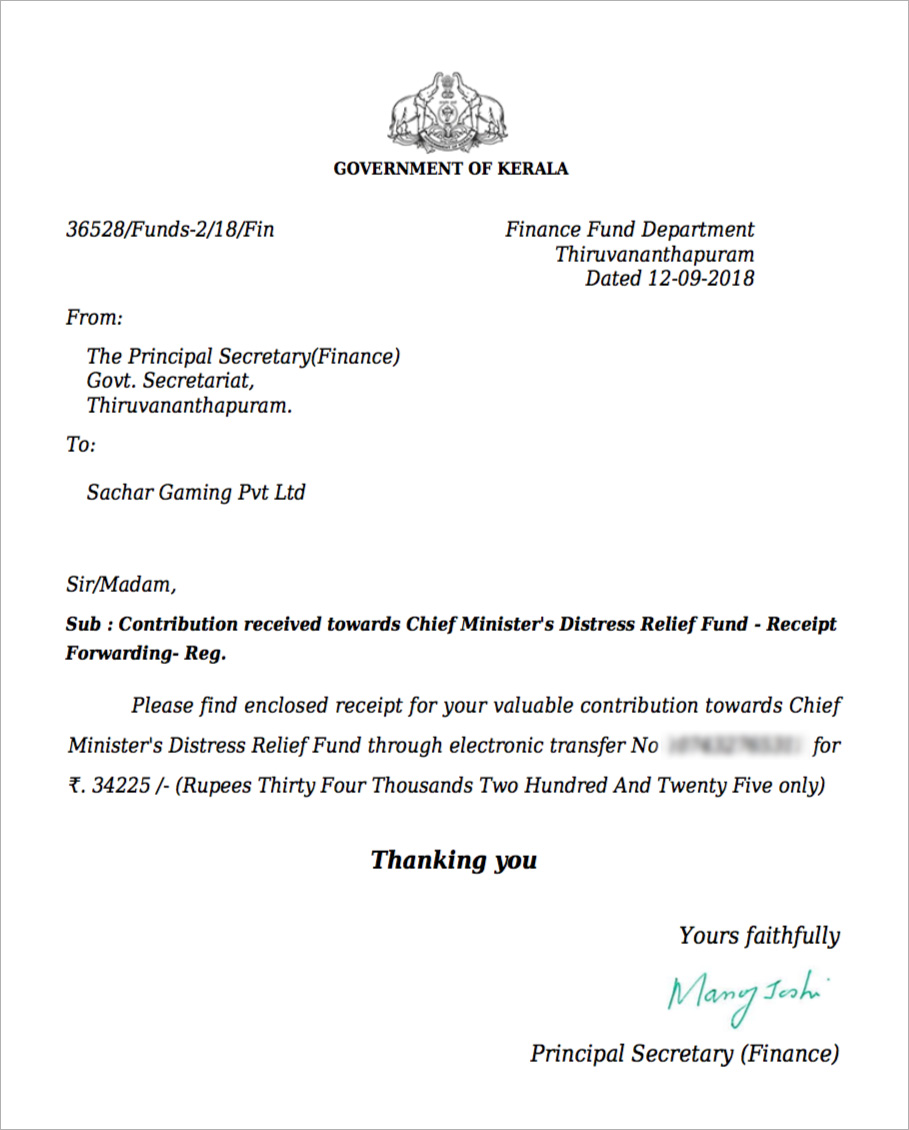 GOVERNMENT OF KERALA
36528/Funds-2/18/Fin
Finance Fund Department
Thiruvananthapuram
Dated 12-09-2018
From:
The Principal Secretary(Finance)
Govt. Secretariat,
Thiruvananthapuram.
To:
Sachar Gaming Pvt Ltd
Sir/Madam,
Sub : Contribution received towards Chief Minister's Distress Relief Fund - Receipt
Forwarding- Reg.
Please find enclosed receipt for your valuable contribution towards Chief
Minister's Distress Relief Fund through electronic transfer No for
₹. 34225 /- (Rupees Thirty Four Thousands Two Hundred And Twenty Five only)
Thanking you
Yours faithfully
Manoj Joshi
Principal Secretary (Finance)